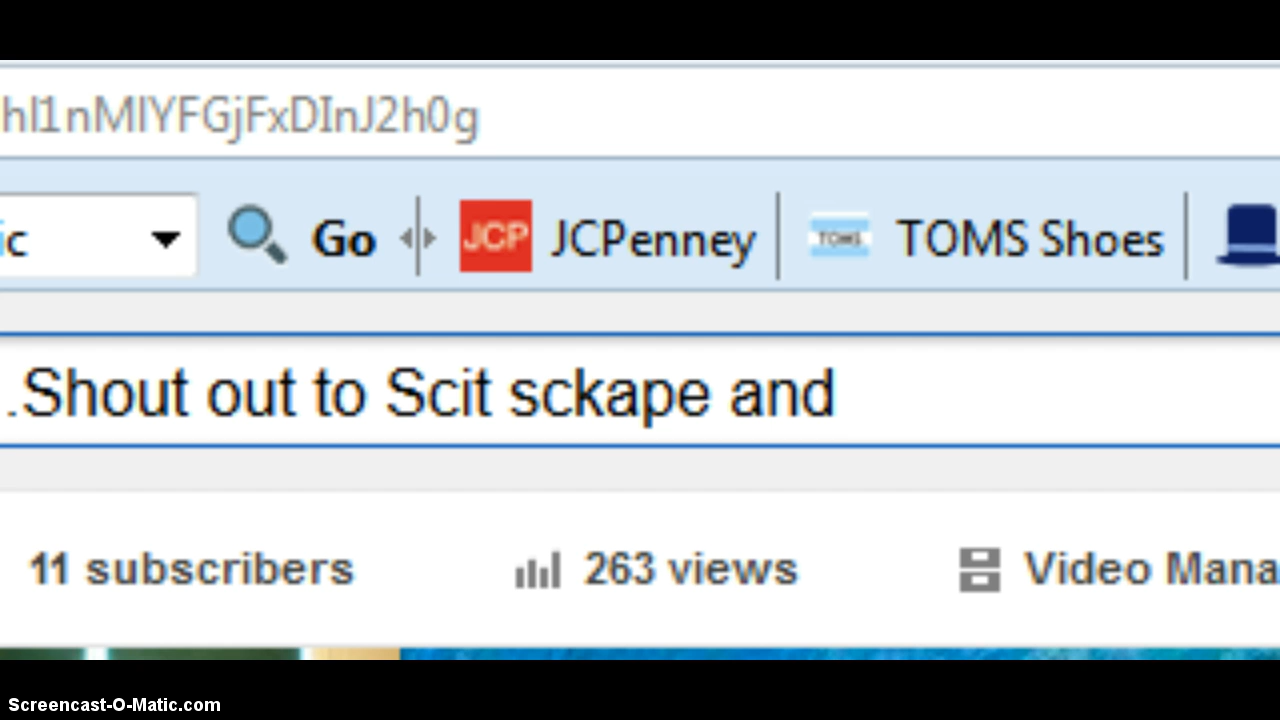 hl1nMlYFGjFxDInJ2h0g
ic Go JCP JCPenney TOMS TOMS Shoes
.Shout out to Scit sckape and
11 subscribers 263 views Video Mana
Screencast-O-Matic.com